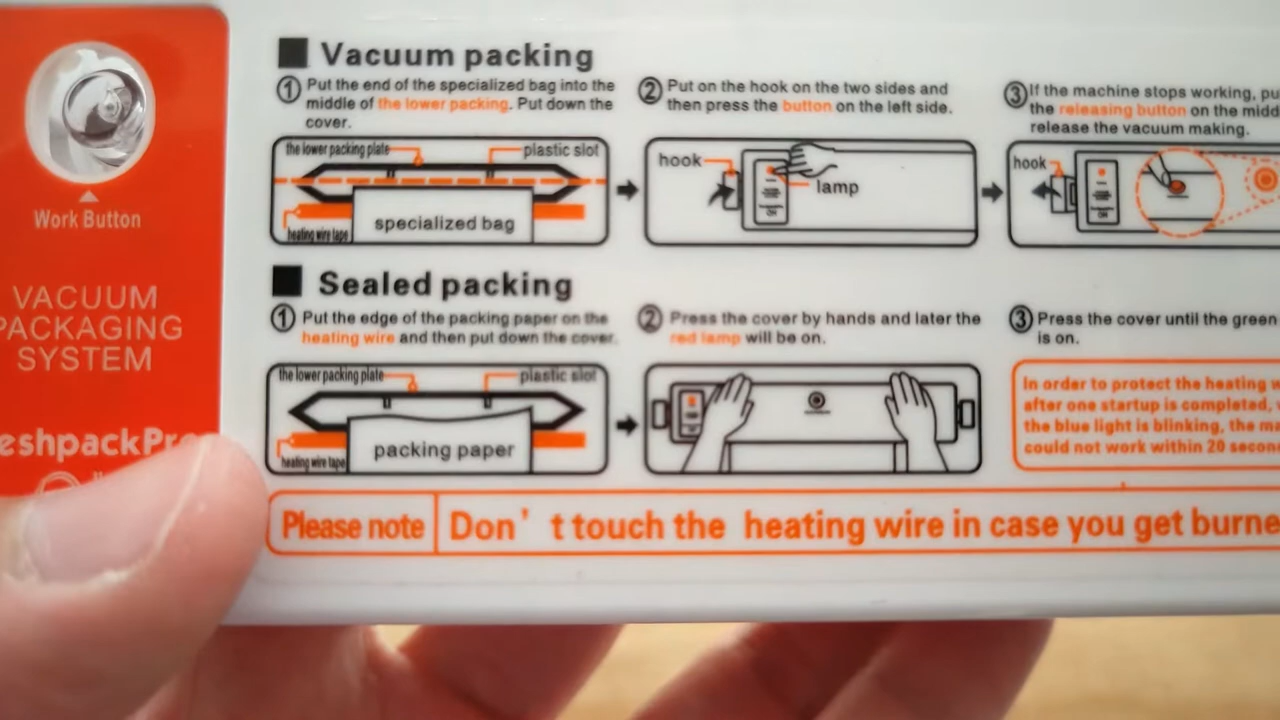 Work Button
VACUUM
PACKAGING
SYSTEM
eshpackPro
■ Vacuum packing
① Put the end of the specialized bag into the
middle of the lower packing. Put down the
cover.
the lower packing plate
plastic slot
specialized bag
heating wire tape
② Put on the hook on the two sides and
then press the button on the left side.
hook
lamp
③ If the machine stops working, pu
the releasing button on the midd
release the vacuum making.
hook
■ Sealed packing
① Put the edge of the packing paper on the
heating wire and then put down the cover.
the lower packing plate
plastic slot
packing paper
heating wire tape
② Press the cover by hands and later the
red lamp will be on.
③ Press the cover until the green
is on.
In order to protect the heating w
after one startup is completed,
the blue light is blinking, the ma
could not work within 20 secon
Please note
Don' t touch the heating wire in case you get burne